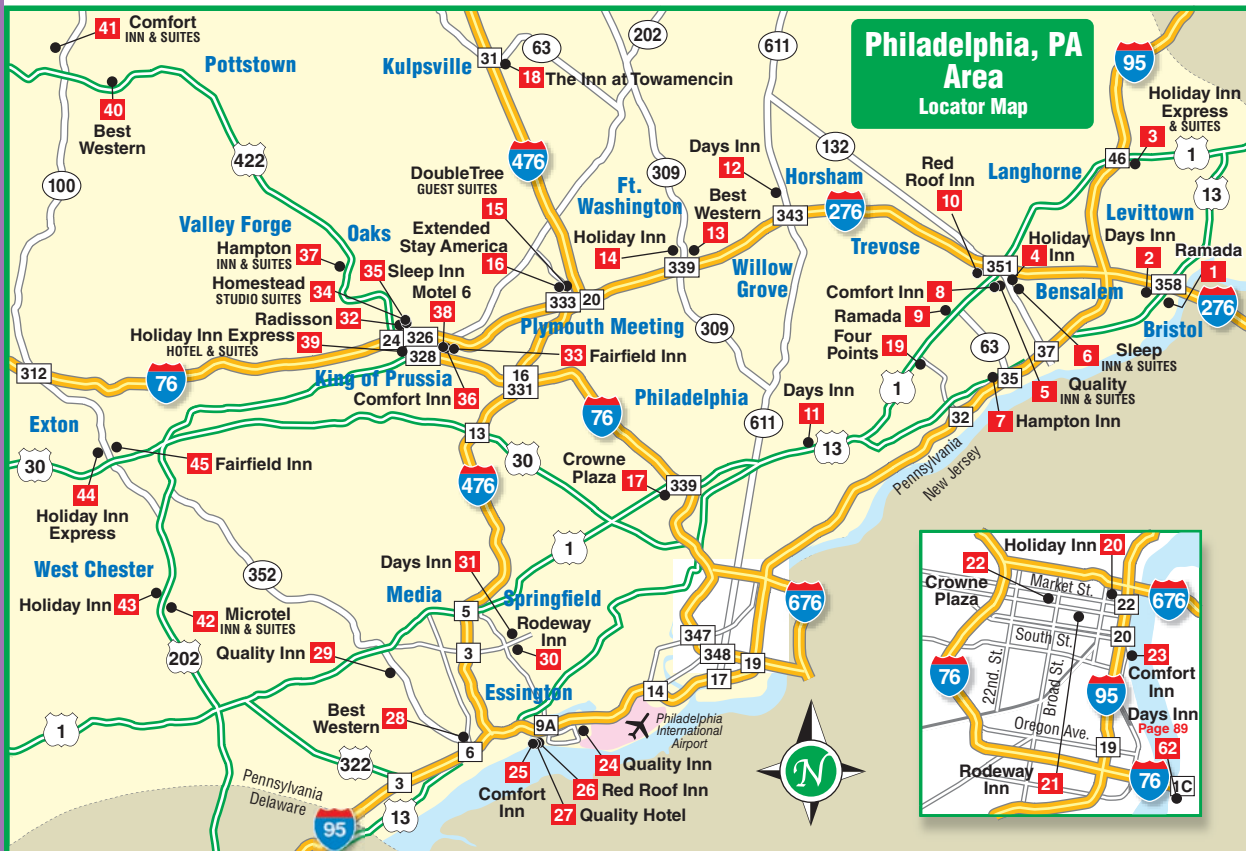 Philadelphia, PA
Area
Locator Map
41 Comfort
INN & SUITES
Pottstown
40
Best
Western
422
100
Kulpsville
31
63
202
611
18 The Inn at Towamencin
476
95
Holiday Inn
Express
& SUITES
3
46
1
13
132
Days Inn
12
Horsham
Red
Roof Inn
10
Langhorne
Levittown
DoubleTree
GUEST SUITES
15
309
Ft.
Washington
Best
Western
13
343
276
Valley Forge
Oaks
Hampton
INN & SUITES
37
Extended
Stay America
16
Holiday Inn
14
339
Willow
Grove
Trevose
351
4
Holiday
Inn
Days Inn
2
Ramada
1
358
276
Bristol
35 Sleep Inn
Homestead
STUDIO SUITES
34
Motel 6
38
333
20
Comfort Inn 8
Bensalem
Radisson 32
Ramada 9
Plymouth Meeting
309
Holiday Inn Express
HOTEL & SUITES
39
24
326
328
33 Fairfield Inn
Four
Points
19
63
37
6 Sleep
INN & SUITES
312
76
King of Prussia
Comfort Inn 36
16
331
76
Philadelphia
1
35
5
Quality
INN & SUITES
7 Hampton Inn
32
Exton
13
611
Days Inn
11
13
30
45 Fairfield Inn
30
Crowne
Plaza
17
339
Pennsylvania
New Jersey
44
Holiday Inn
Express
476
1
352
West Chester
Holiday Inn 43
42 Microtel
INN & SUITES
Days Inn 31
Media
Springfield
5
Rodeway
Inn
30
676
347
348
3
202
Quality Inn 29
Essington
19
17
14
9A
Best
Western
28
6
Philadelphia
International
Airport
1
322
24 Quality Inn
25
Comfort
Inn
26 Red Roof Inn
27 Quality Hotel
N
Pennsylvania
Delaware
3
13
95
Holiday Inn 20
22
Crowne
Plaza
Market St.
22
676
South St.
20
22nd. St.
Broad St.
23
Comfort
Inn
76
95
Days Inn
Page 89
62
Oregon Ave.
19
Rodeway
Inn
21
76
1C